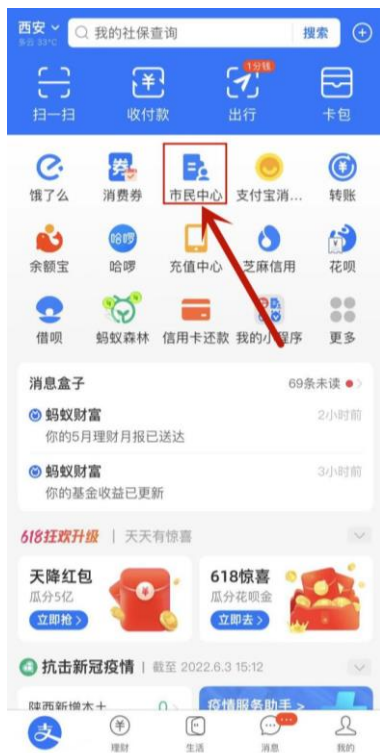 西安
多云 33°C
我的社保查询
搜索
1分钱
扫一扫
收付款
出行
卡包
饿了么
消费券
市民中心
支付宝消...
转账
余额宝
哈啰
充值中心
芝麻信用
花呗
借呗
蚂蚁森林
信用卡还款
我的小程序
更多
消息盒子
69条未读
蚂蚁财富
2小时前
你的5月理财月报已送达
蚂蚁财富
3小时前
你的基金收益已更新
618狂欢升级 | 天天有惊喜
天降红包
瓜分5亿
立即抢>
618惊喜
瓜分花呗金
立即去>
抗击新冠疫情 | 截至 2022.6.3 15:12
陕西新增本土
0
疫情服务助手 >
支
理财
生活
消息
我的